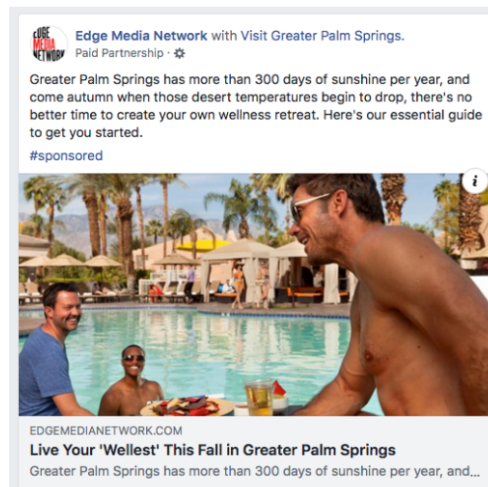 EDGE
MEDIA
NETWORK
Edge Media Network with Visit Greater Palm Springs.
Paid Partnership ·
Greater Palm Springs has more than 300 days of sunshine per year, and
come autumn when those desert temperatures begin to drop, there's no
better time to create your own wellness retreat. Here's our essential guide
to get you started.
#sponsored
i
EDGEMEDIANETWORK.COM
Live Your 'Wellest' This Fall in Greater Palm Springs
Greater Palm Springs has more than 300 days of sunshine per year, and...